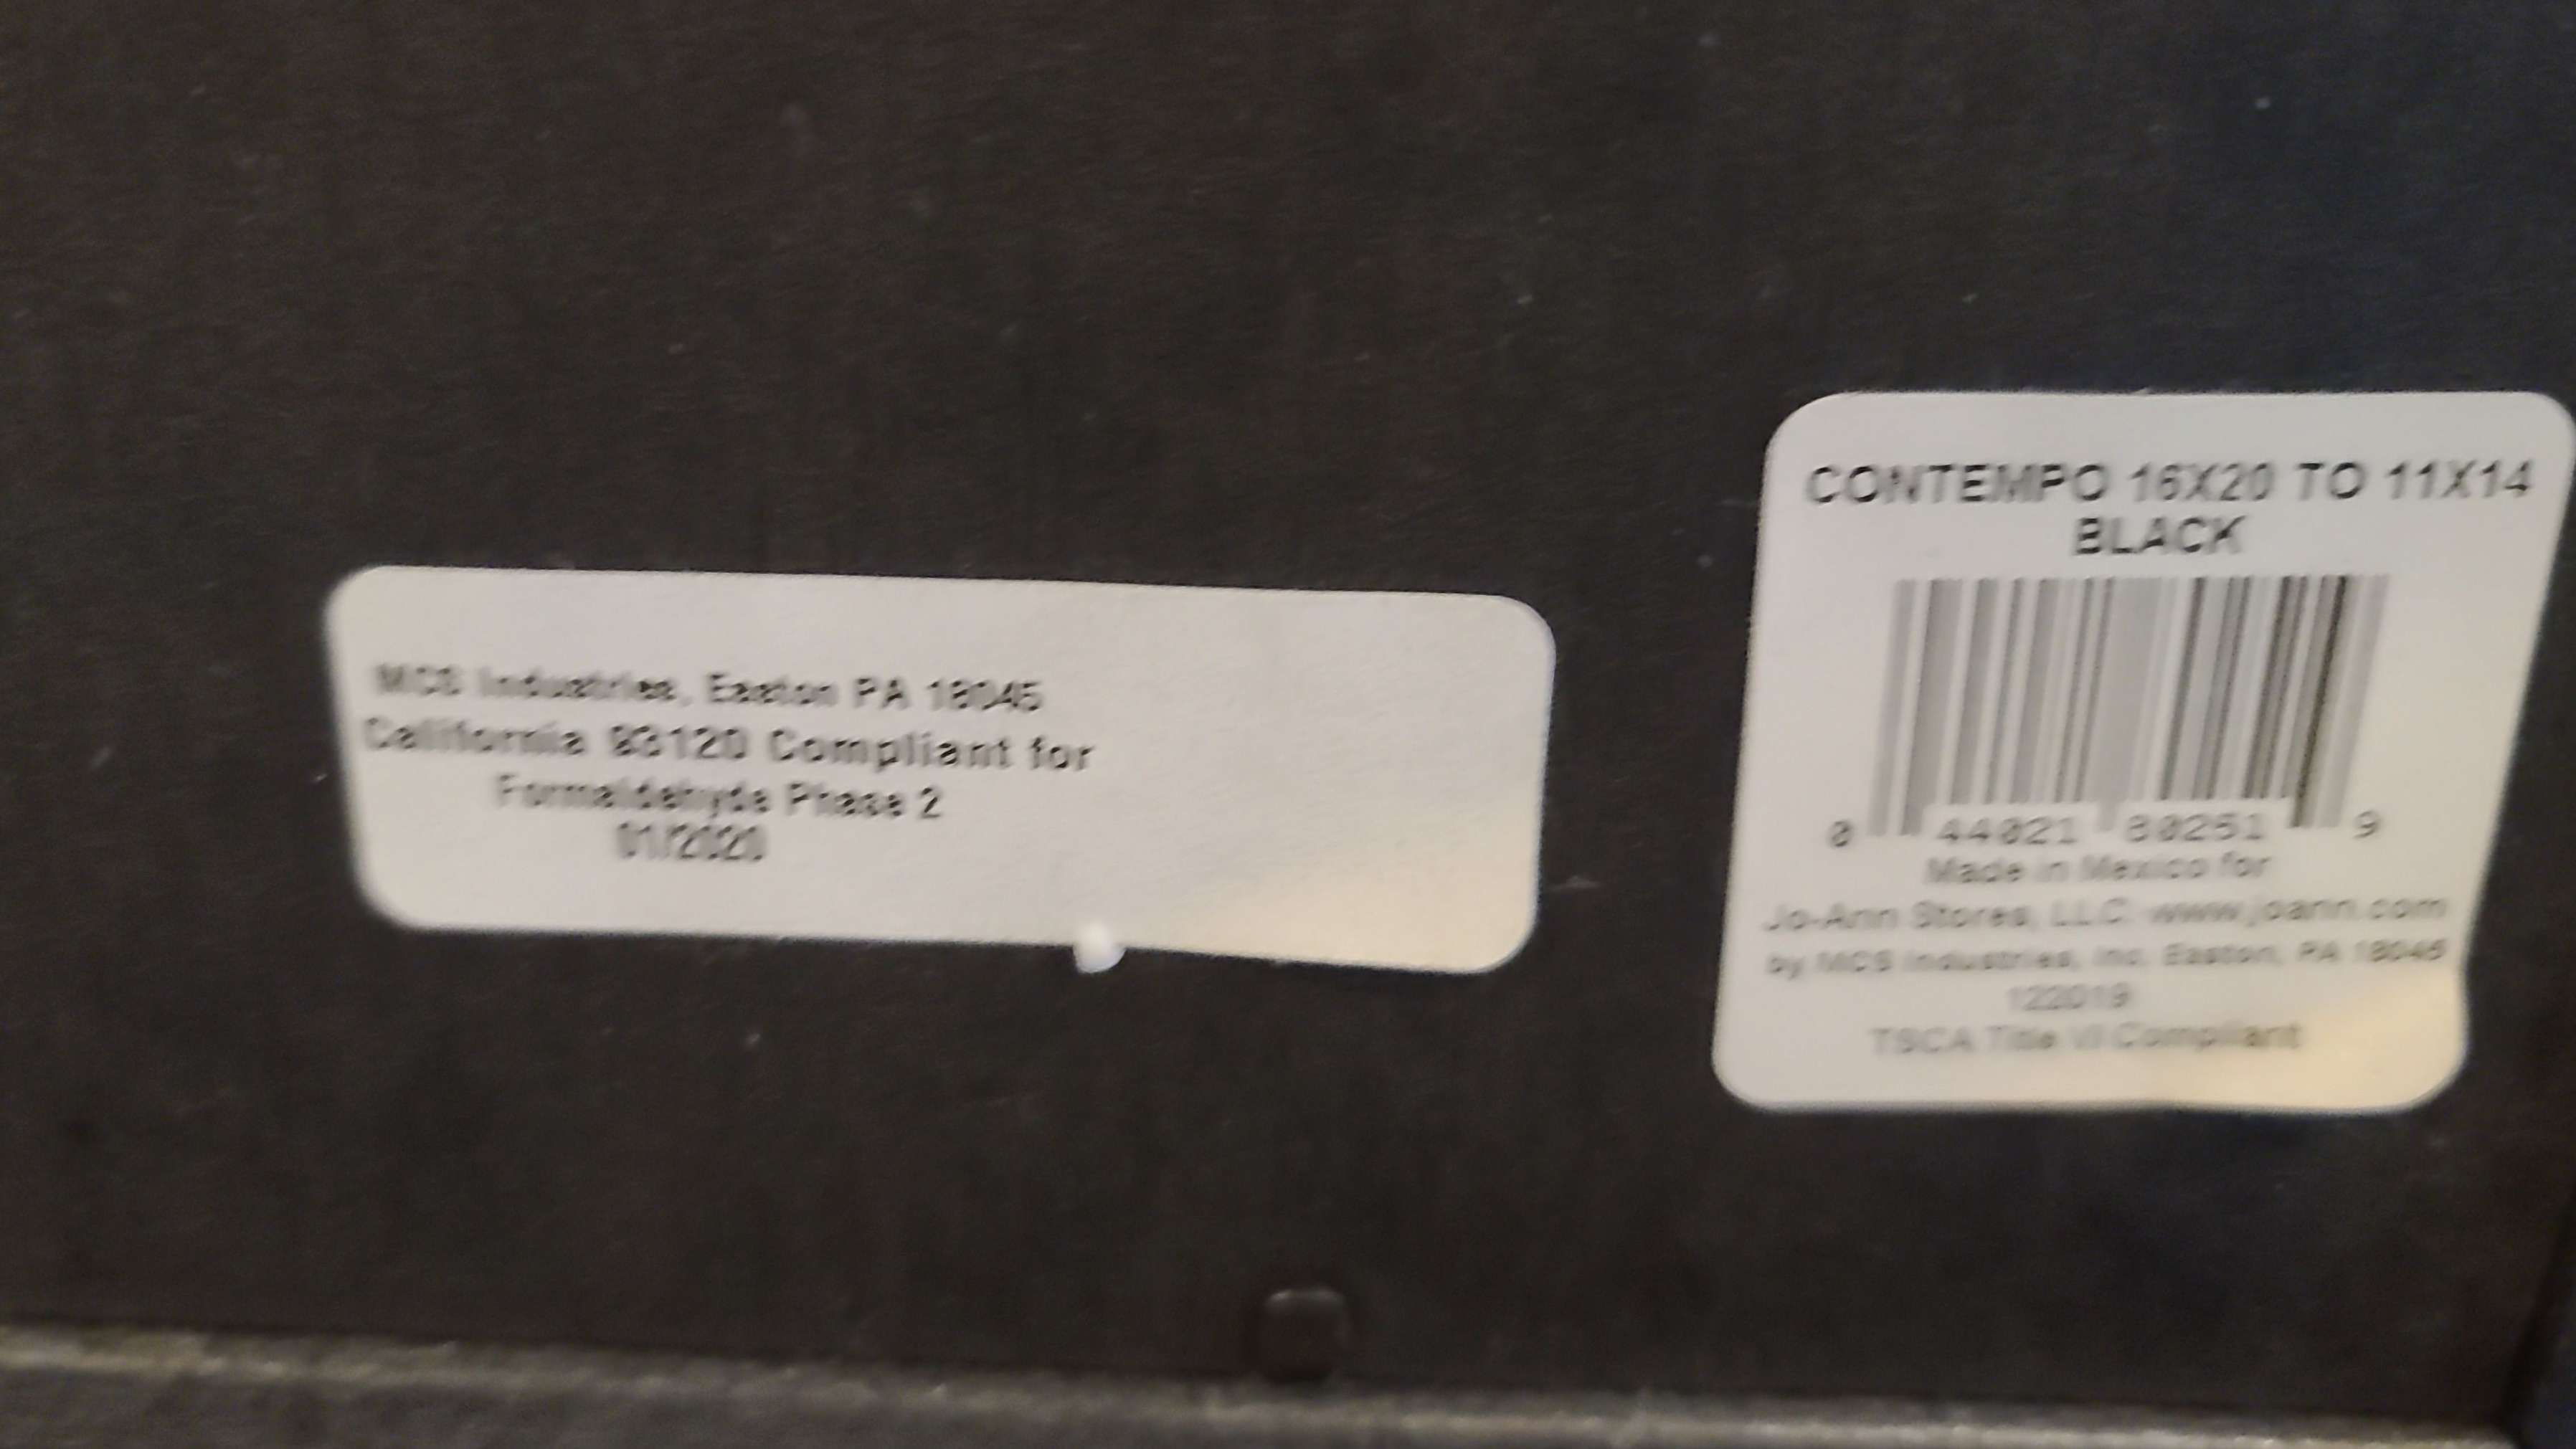 MCS Industries, Easton PA 18045
California 93120 Compliant for
Formaldehyde Phase 2
01/2020
CONTEMPO 16X20 TO 11X14
BLACK
0 44021 80261 9
Made in Mexico for
Jo-Ann Stores, LLC www.joann.com
by MCS Industries, Inc. Easton, PA 18045
122019
TSCA Title VI Compliant